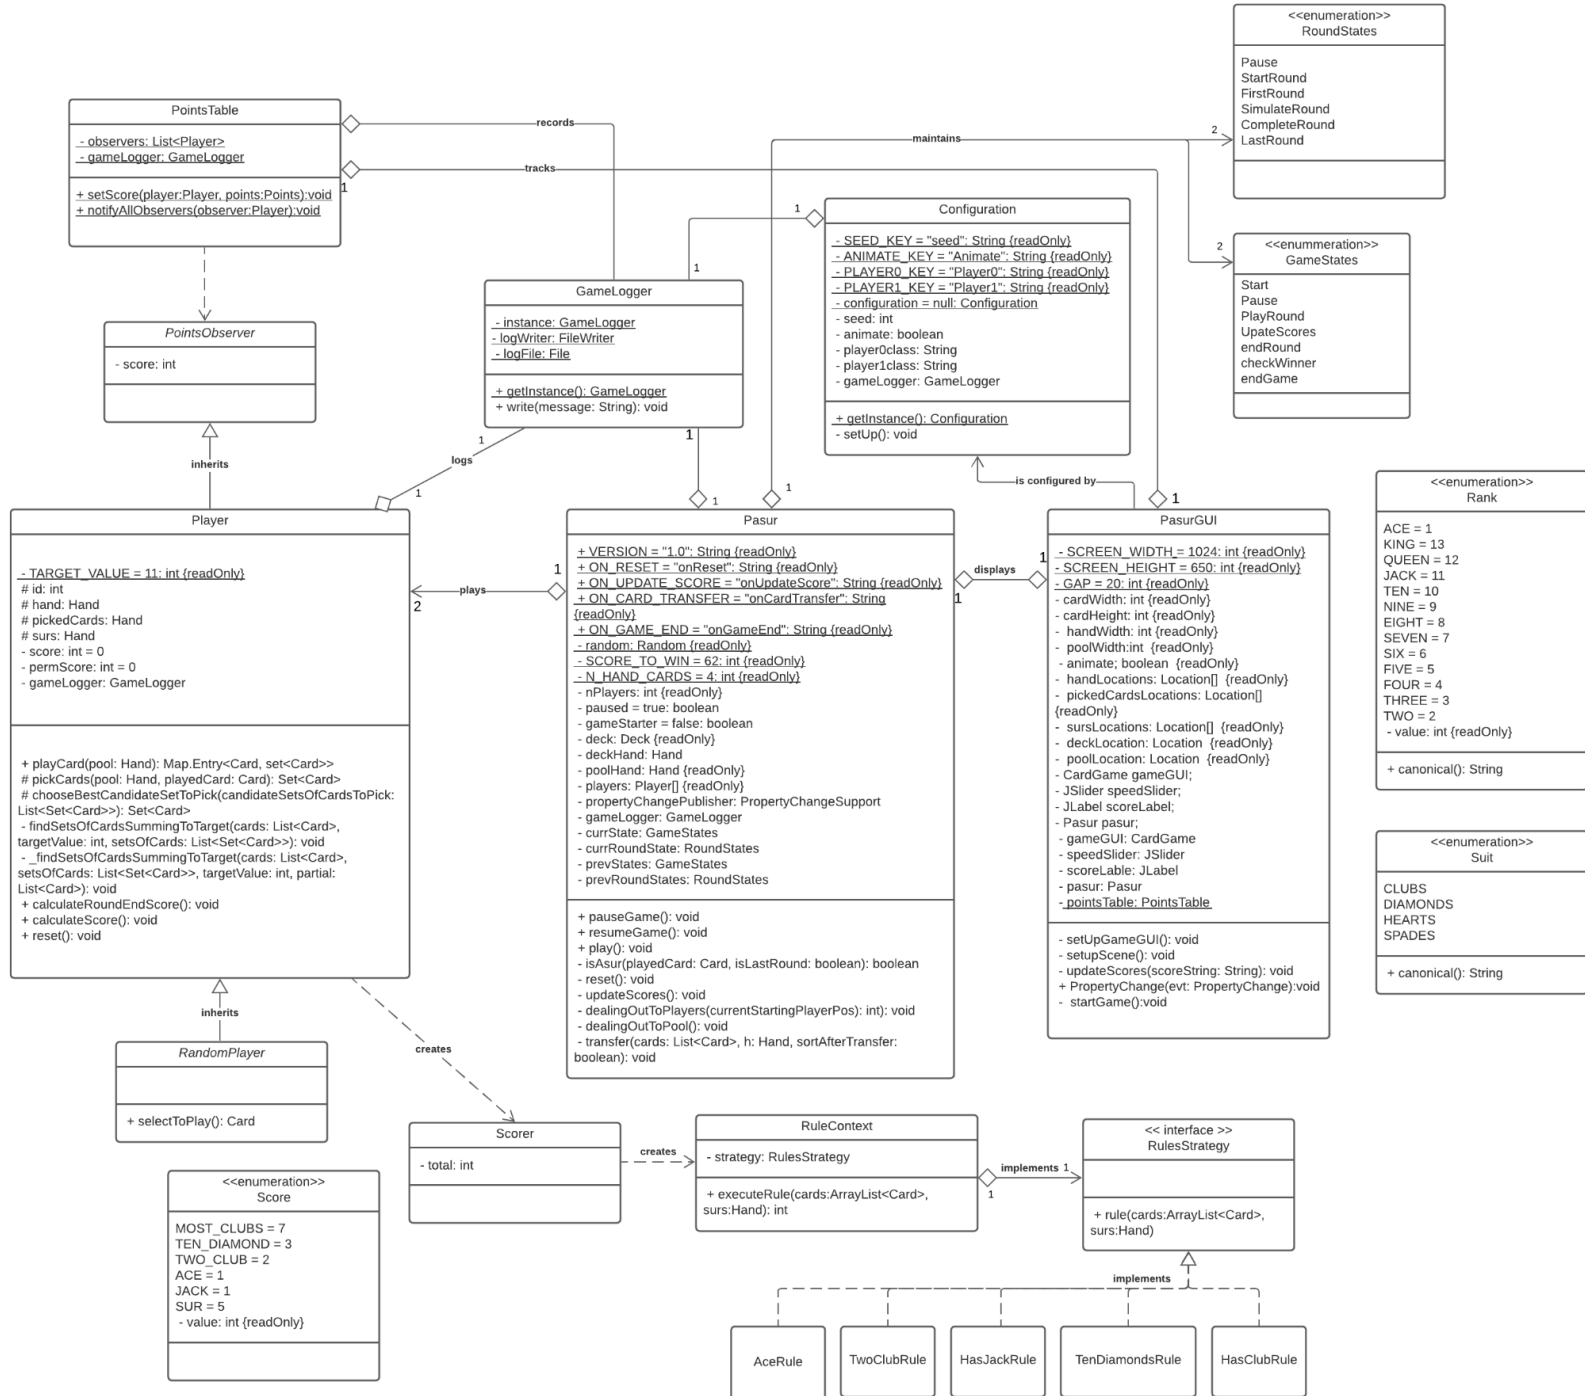 <<enumeration>>
RoundStates
Pause
StartRound
FirstRound
SimulateRound
CompleteRound
LastRound
PointsTable
- observers: List<Player>
- gameLogger: GameLogger
+ setScore(player:Player, points:Points):void
+ notifyAllObservers(observer:Player):void
records
tracks
1
maintains
2
2
1
Configuration
- SEED_KEY = "seed": String {readOnly}
- ANIMATE_KEY = "Animate": String {readOnly}
- PLAYER0_KEY = "Player0": String {readOnly}
- PLAYER1_KEY = "Player1": String {readOnly}
- configuration = null: Configuration
- seed: int
- animate: boolean
- player0class: String
- player1class: String
- gameLogger: GameLogger
+ getInstance(): Configuration
- setUp(): void
<<enummeration>>
GameStates
Start
Pause
PlayRound
UpateScores
endRound
checkWinner
endGame
1
GameLogger
- instance: GameLogger
- logWriter: FileWriter
- logFile: File
+ getInstance(): GameLogger
+ write(message: String): void
PointsObserver
- score: int
inherits
1
logs
1
1
1
1
is configured by
1
Player
- TARGET_VALUE = 11: int {readOnly}
# id: int
# hand: Hand
# pickedCards: Hand
# surs: Hand
- score: int = 0
- permScore: int = 0
- gameLogger: GameLogger
+ playCard(pool: Hand): Map.Entry<Card, set<Card>>
# pickCards(pool: Hand, playedCard: Card): Set<Card>
# chooseBestCandidateSetToPick(candidateSetsOfCardsToPick:
List<Set<Card>>): Set<Card>
- findSetsOfCardsSummingToTarget(cards: List<Card>,
targetValue: int, setsOfCards: List<Set<Card>>): void
- _findSetsOfCardsSummingToTarget(cards: List<Card>,
setsOfCards: List<Set<Card>>, targetValue: int, partial:
List<Card>): void
+ calculateRoundEndScore(): void
+ calculateScore(): void
+ reset(): void
2
plays
1
Pasur
+ VERSION = "1.0": String {readOnly}
+ ON_RESET = "onReset": String {readOnly}
+ ON_UPDATE_SCORE = "onUpdateScore": String {readOnly}
+ ON_CARD_TRANSFER = "onCardTransfer": String
{readOnly}
+ ON_GAME_END = "onGameEnd": String {readOnly}
- random: Random {readOnly}
- SCORE_TO_WIN = 62: int {readOnly}
- N_HAND_CARDS = 4: int {readOnly}
- nPlayers: int {readOnly}
- paused = true: boolean
- gameStarter = false: boolean
- deck: Deck {readOnly}
- deckHand: Hand
- poolHand: Hand {readOnly}
- players: Player[] {readOnly}
- propertyChangePublisher: PropertyChangeSupport
- gameLogger: GameLogger
- currState: GameStates
- currRoundState: RoundStates
- prevStates: GameStates
- prevRoundStates: RoundStates
+ pauseGame(): void
+ resumeGame(): void
+ play(): void
- isAsur(playedCard: Card, isLastRound: boolean): boolean
- reset(): void
- updateScores(): void
- dealingOutToPlayers(currentStartingPlayerPos): int): void
- dealingOutToPool(): void
- transfer(cards: List<Card>, h: Hand, sortAfterTransfer:
boolean): void
displays
1
1
PasurGUI
- SCREEN_WIDTH = 1024: int {readOnly}
- SCREEN_HEIGHT = 650: int {readOnly}
- GAP = 20: int {readOnly}
- cardWidth: int {readOnly}
- cardHeight: int {readOnly}
- handWidth: int {readOnly}
- poolWidth:int {readOnly}
- animate; boolean {readOnly}
- handLocations: Location[] {readOnly}
- pickedCardsLocations: Location[]
{readOnly}
- sursLocations: Location[] {readOnly}
- deckLocation: Location {readOnly}
- poolLocation: Location {readOnly}
- CardGame gameGUI;
- JSlider speedSlider;
- JLabel scoreLabel;
- Pasur pasur;
- gameGUI: CardGame
- speedSlider: JSlider
- scoreLable: JLabel
- pasur: Pasur
- pointsTable: PointsTable
- setUpGameGUI(): void
- setupScene(): void
- updateScores(scoreString: String): void
+ PropertyChange(evt: PropertyChange):void
- startGame():void
<<enumeration>>
Rank
ACE = 1
KING = 13
QUEEN = 12
JACK = 11
TEN = 10
NINE = 9
EIGHT = 8
SEVEN = 7
SIX = 6
FIVE = 5
FOUR = 4
THREE = 3
TWO = 2
- value: int {readOnly}
+ canonical(): String
<<enumeration>>
Suit
CLUBS
DIAMONDS
HEARTS
SPADES
+ canonical(): String
inherits
RandomPlayer
+ selectToPlay(): Card
creates
Scorer
- total: int
creates
RuleContext
- strategy: RulesStrategy
+ executeRule(cards:ArrayList<Card>,
surs:Hand): int
implements
1
1
<< interface >>
RulesStrategy
+ rule(cards:ArrayList<Card>,
surs:Hand)
<<enumeration>>
Score
MOST_CLUBS = 7
TEN_DIAMOND = 3
TWO_CLUB = 2
ACE = 1
JACK = 1
SUR = 5
- value: int {readOnly}
implements
AceRule
TwoClubRule
HasJackRule
TenDiamondsRule
HasClubRule